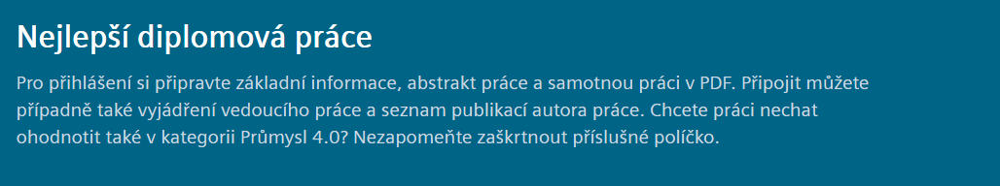 Nejlepší diplomová práce
Pro přihlášení si připravte základní informace, abstrakt práce a samotnou práci v PDF. Připojit můžete
případně také vyjádření vedoucího práce a seznam publikací autora práce. Chcete práci nechat
ohodnotit také v kategorii Průmysl 4.0? Nezapomeňte zaškrtnout příslušné políčko.